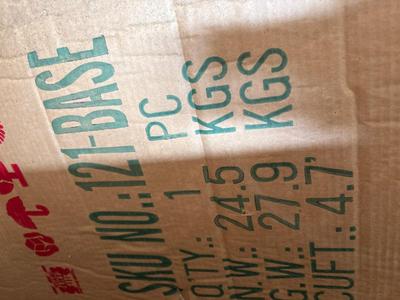 SKU NO.:121-BASE
Q'TY.: 1 PC
N.W.: 24.5 KGS
G.W.: 27.9 KGS
CUFT.: 4.7'